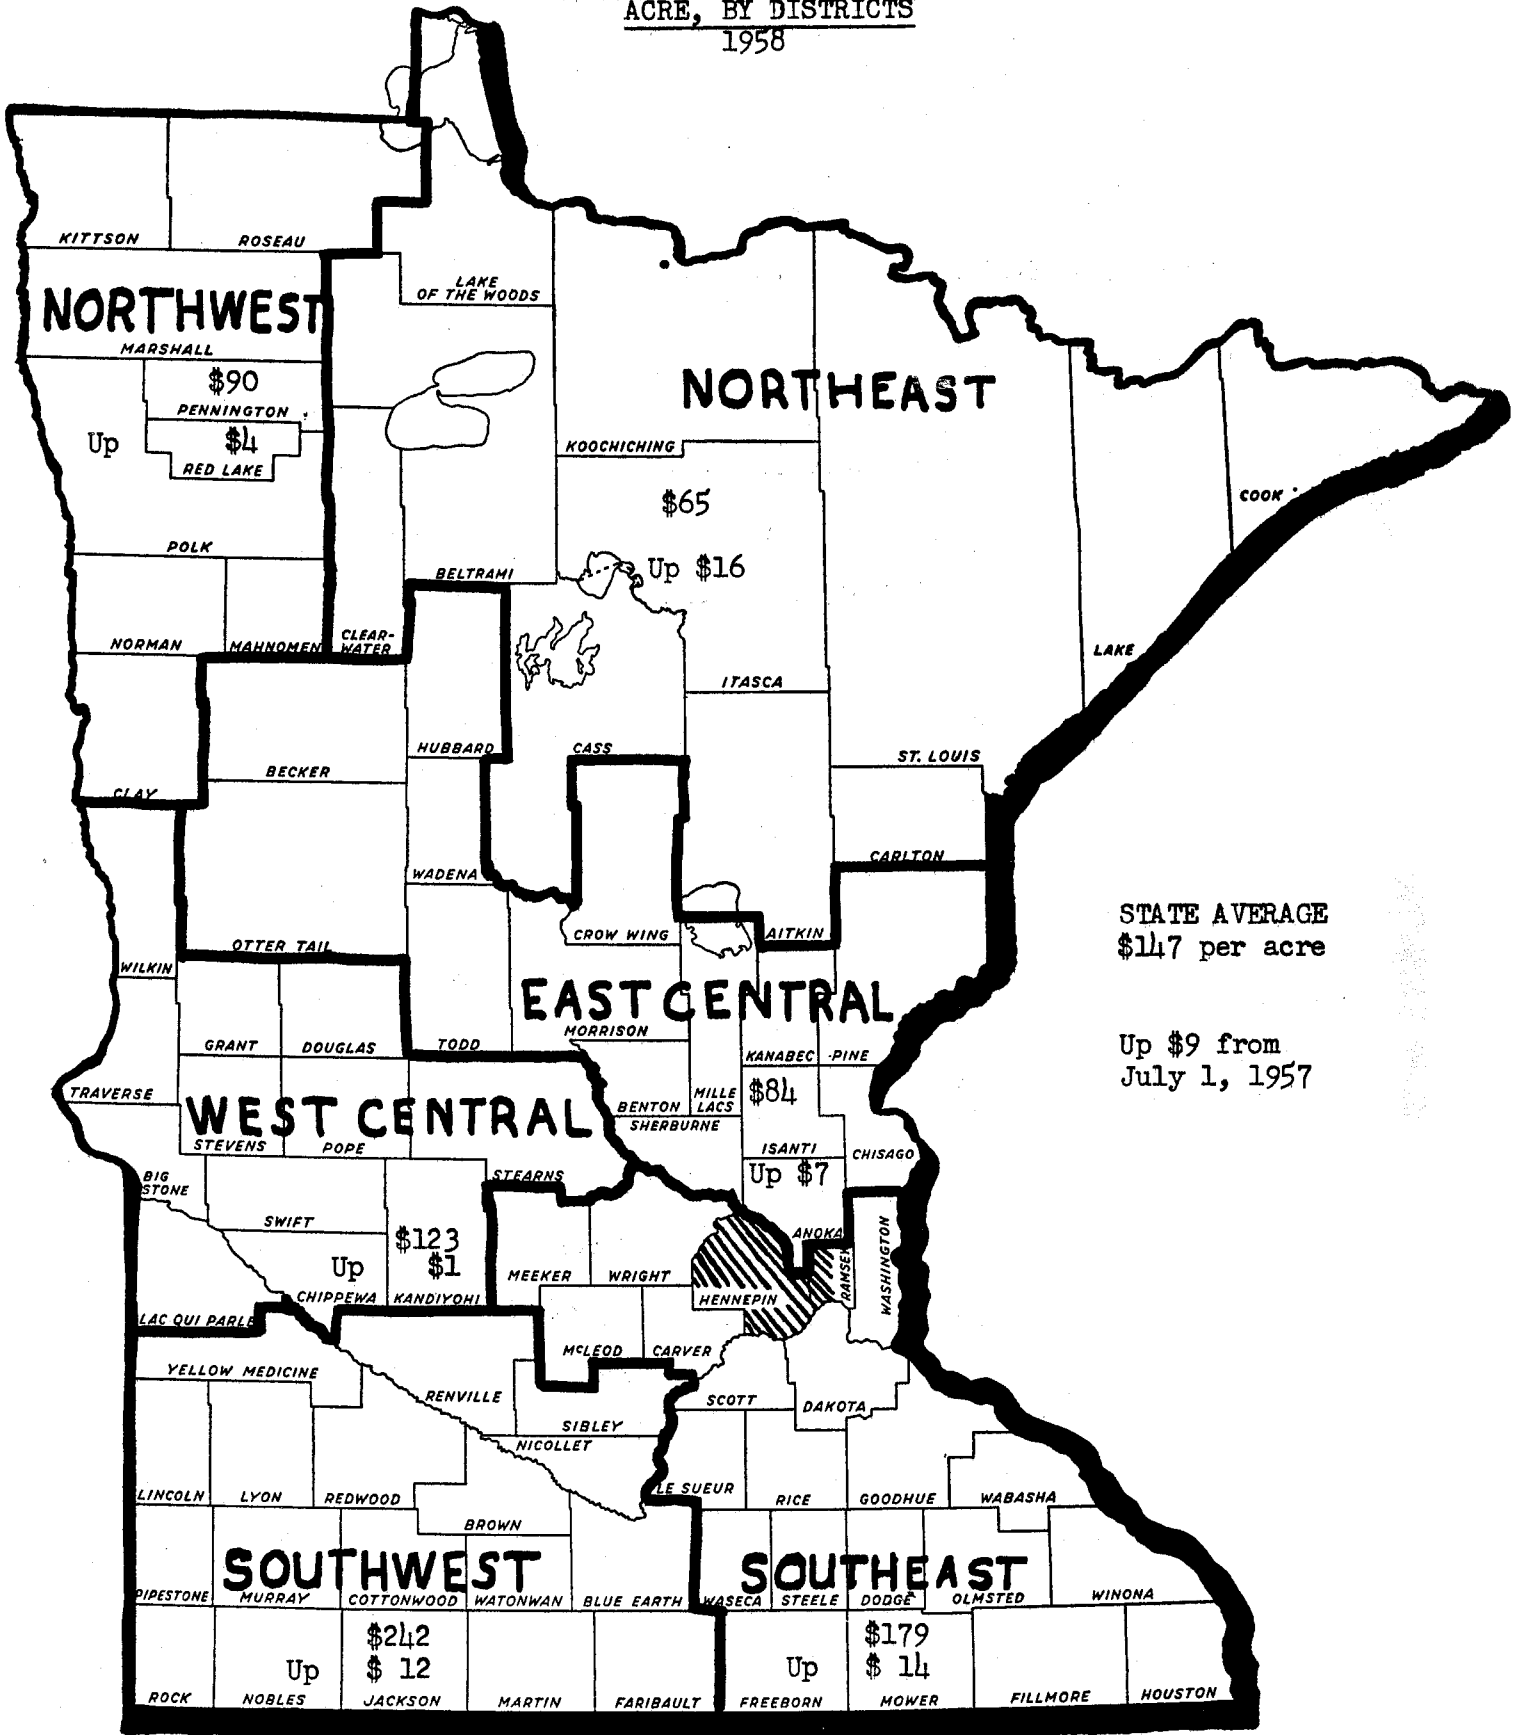 ACRE, BY DISTRICTS
1958
KITTSON
ROSEAU
LAKE
OF THE WOODS
NORTHWEST
MARSHALL
$90
PENNINGTON
Up $4
RED LAKE
NORTHEAST
KOOCHICHING
$65
Up $16
COOK
POLK
BELTRAMI
NORMAN
MAHNOMEN
CLEAR-
WATER
LAKE
ITASCA
HUBBARD
CASS
ST. LOUIS
BECKER
CLAY
CARLTON
WADENA
STATE AVERAGE
$147 per acre
CROW WING
AITKIN
OTTER TAIL
WILKIN
EAST CENTRAL
MORRISON
GRANT
DOUGLAS
TODD
KANABEC
PINE
Up $9 from
July 1, 1957
TRAVERSE
$84
MILLE
LACS
BENTON
SHERBURNE
WEST CENTRAL
STEVENS
POPE
ISANTI
CHISAGO
Up $7
BIG
STONE
STEARNS
SWIFT
$123
Up $1
ANOKA
RAMSEY
WASHINGTON
MEEKER
WRIGHT
HENNEPIN
CHIPPEWA
KANDIYOHI
LAC QUI PARLE
McLEOD
CARVER
YELLOW MEDICINE
RENVILLE
SCOTT
DAKOTA
SIBLEY
NICOLLET
LE SUEUR
LINCOLN
LYON
REDWOOD
RICE
GOODHUE
WABASHA
BROWN
SOUTHWEST
SOUTHEAST
PIPESTONE
MURRAY
COTTONWOOD
WATONWAN
BLUE EARTH
WASECA
STEELE
DODGE
OLMSTED
WINONA
$242
Up $ 12
$179
Up $ 14
ROCK
NOBLES
JACKSON
MARTIN
FARIBAULT
FREEBORN
MOWER
FILLMORE
HOUSTON